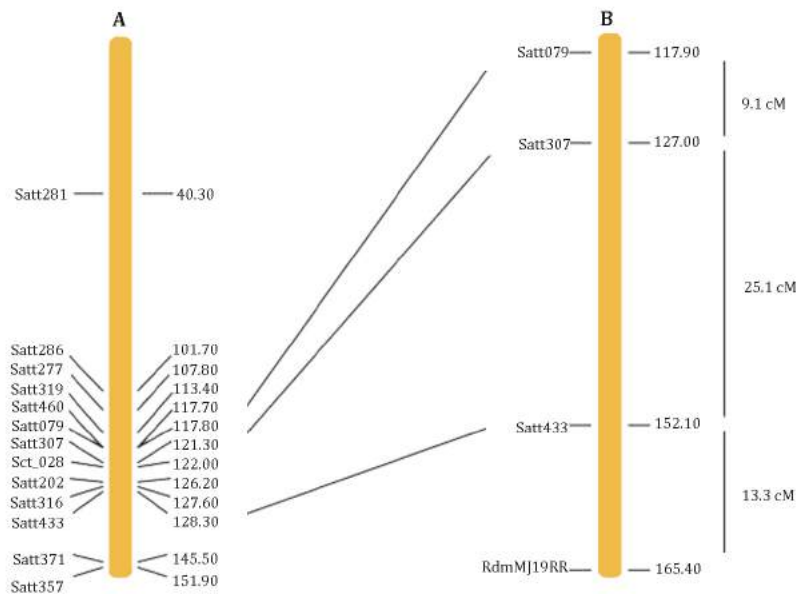 A
B
Satt281 40.30
Satt286 101.70
Satt277 107.80
Satt319 113.40
Satt460 117.70
Satt079 117.80
Satt307 121.30
Sct_028 122.00
Satt202 126.20
Satt316 127.60
Satt433 128.30
Satt371 145.50
Satt357 151.90
Satt079 117.90
9.1 cM
Satt307 127.00
25.1 cM
Satt433 152.10
13.3 cM
RdmMJ19RR 165.40